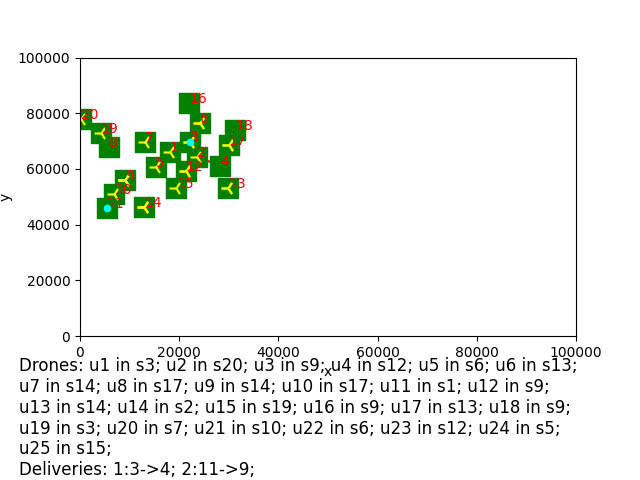 100000
80000
60000
40000
20000
0
y
0 20000 40000 60000 80000 100000
x
16
18
13
14
Drones: u1 in s3; u2 in s20; u3 in s9; u4 in s12; u5 in s6; u6 in s13;
u7 in s14; u8 in s17; u9 in s14; u10 in s17; u11 in s1; u12 in s9;
u13 in s14; u14 in s2; u15 in s19; u16 in s9; u17 in s13; u18 in s9;
u19 in s3; u20 in s7; u21 in s10; u22 in s6; u23 in s12; u24 in s5;
u25 in s15;
Deliveries: 1:3->4; 2:11->9;